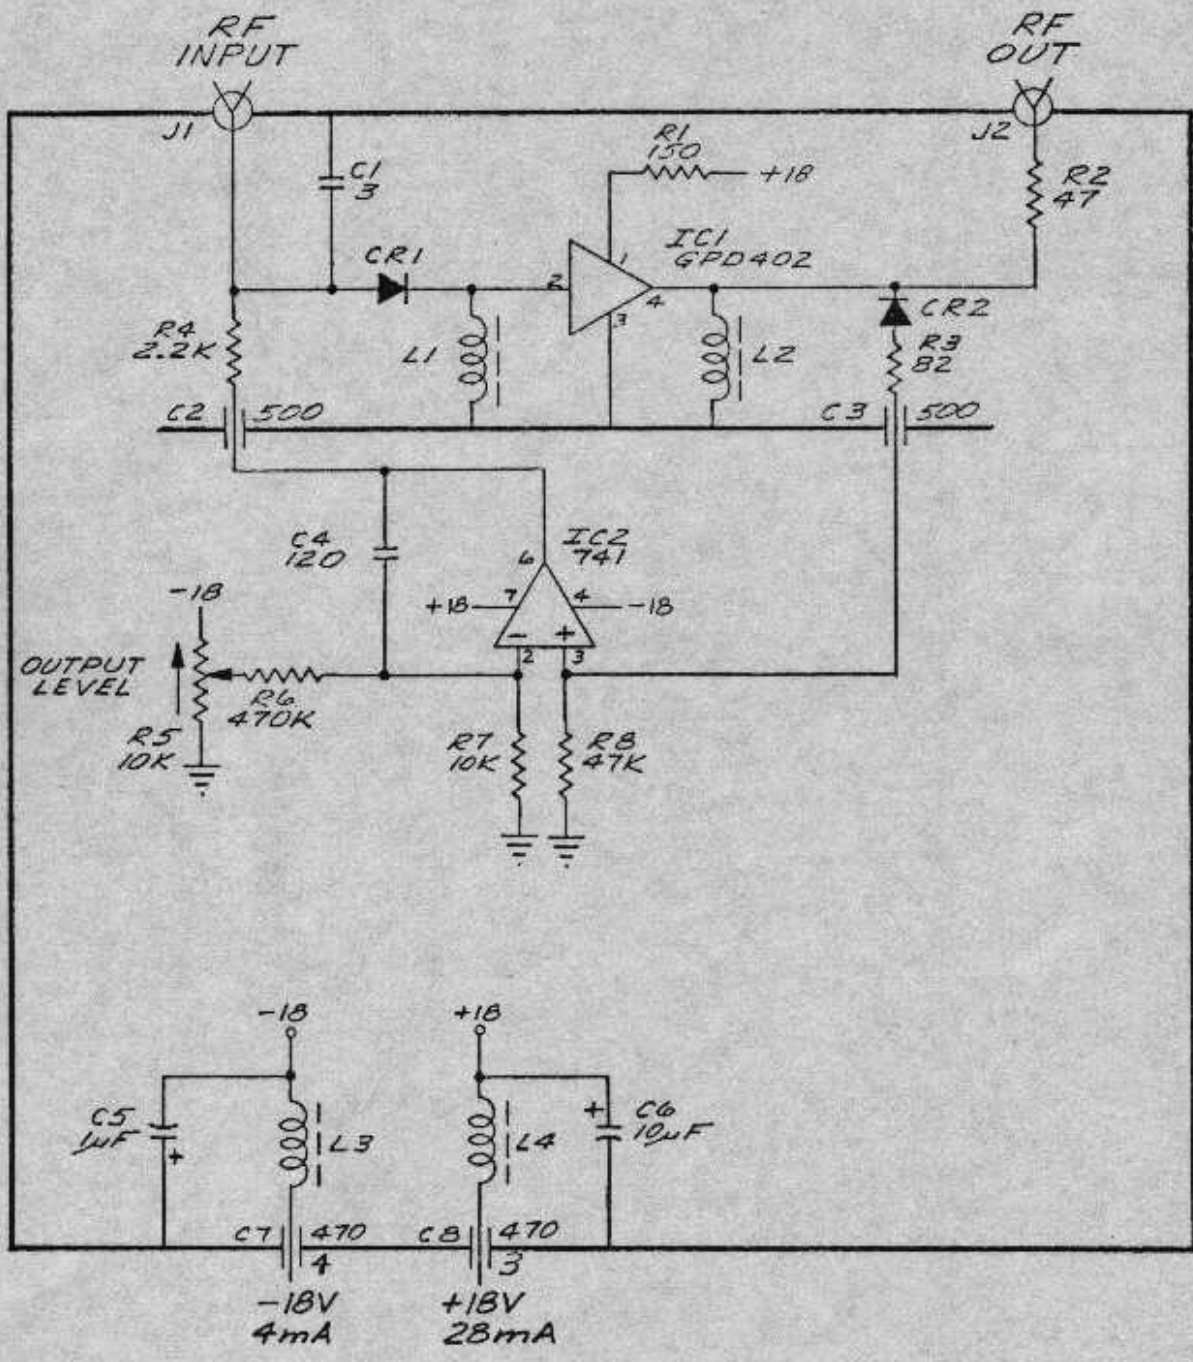 RF
INPUT
RF
OUT
J1
J2
C1
3
R1
150
+18
R2
47
CR1
IC1
GPD402
2
1
4
3
CR2
R4
2.2K
L1
L2
R3
82
C2
500
C3
500
C4
120
IC2
741
6
-18
+18
7
4
-18
- +
2
3
OUTPUT
LEVEL
R6
470K
R5
10K
R7
10K
R8
47K
-18
+18
C5
1µF
+
L3
L4
+
C6
10µF
C7
470
4
C8
470
3
-18V
4mA
+18V
28mA